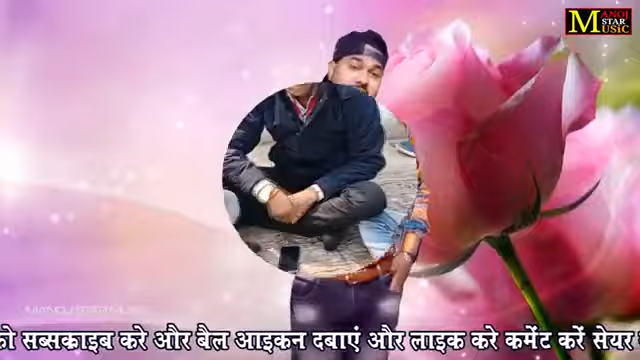 MANOJ
STAR
MUSIC
को सब्सकाइब करे और बैल आइकन दबाएं और लाइक करे कमेंट करें सेयर